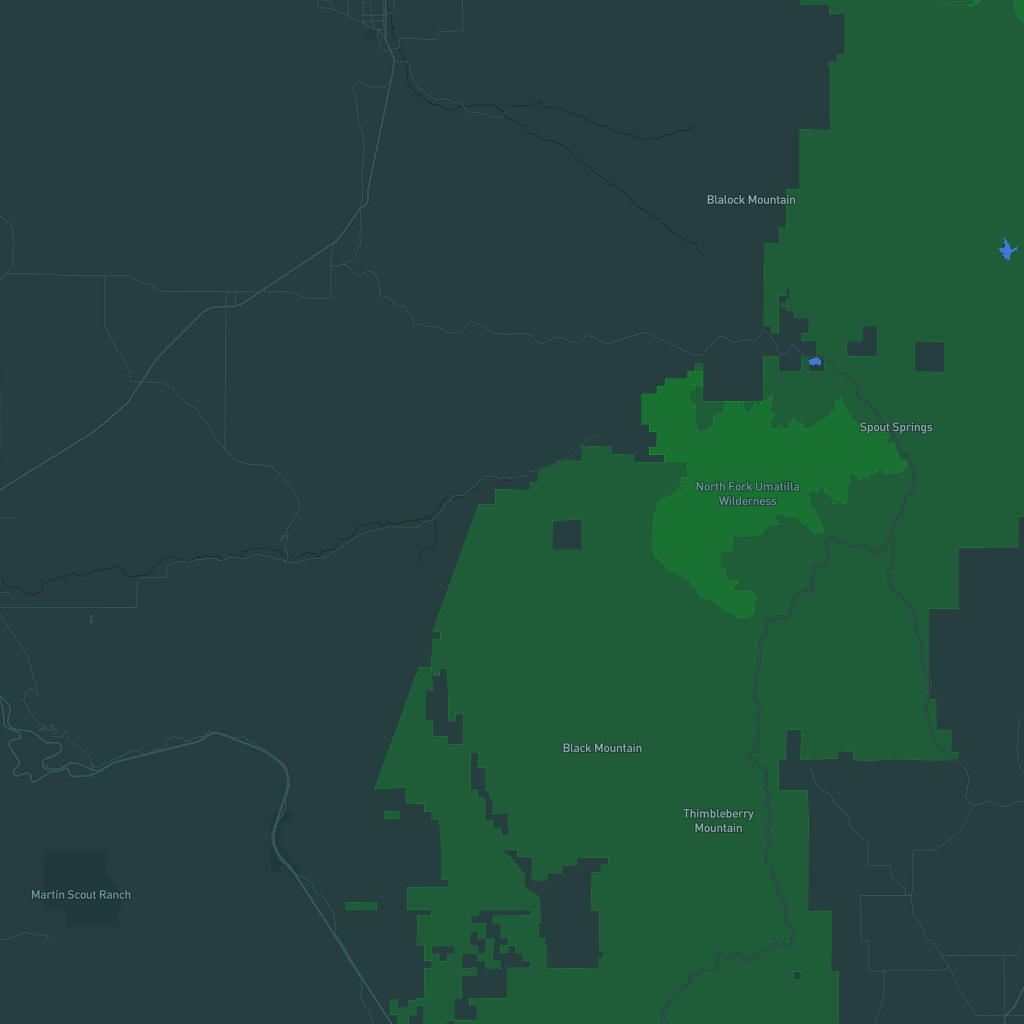 Blalock Mountain
Spout Springs
North Fork Umatilla
Wilderness
Black Mountain
Thimbleberry
Mountain
Martin Scout Ranch